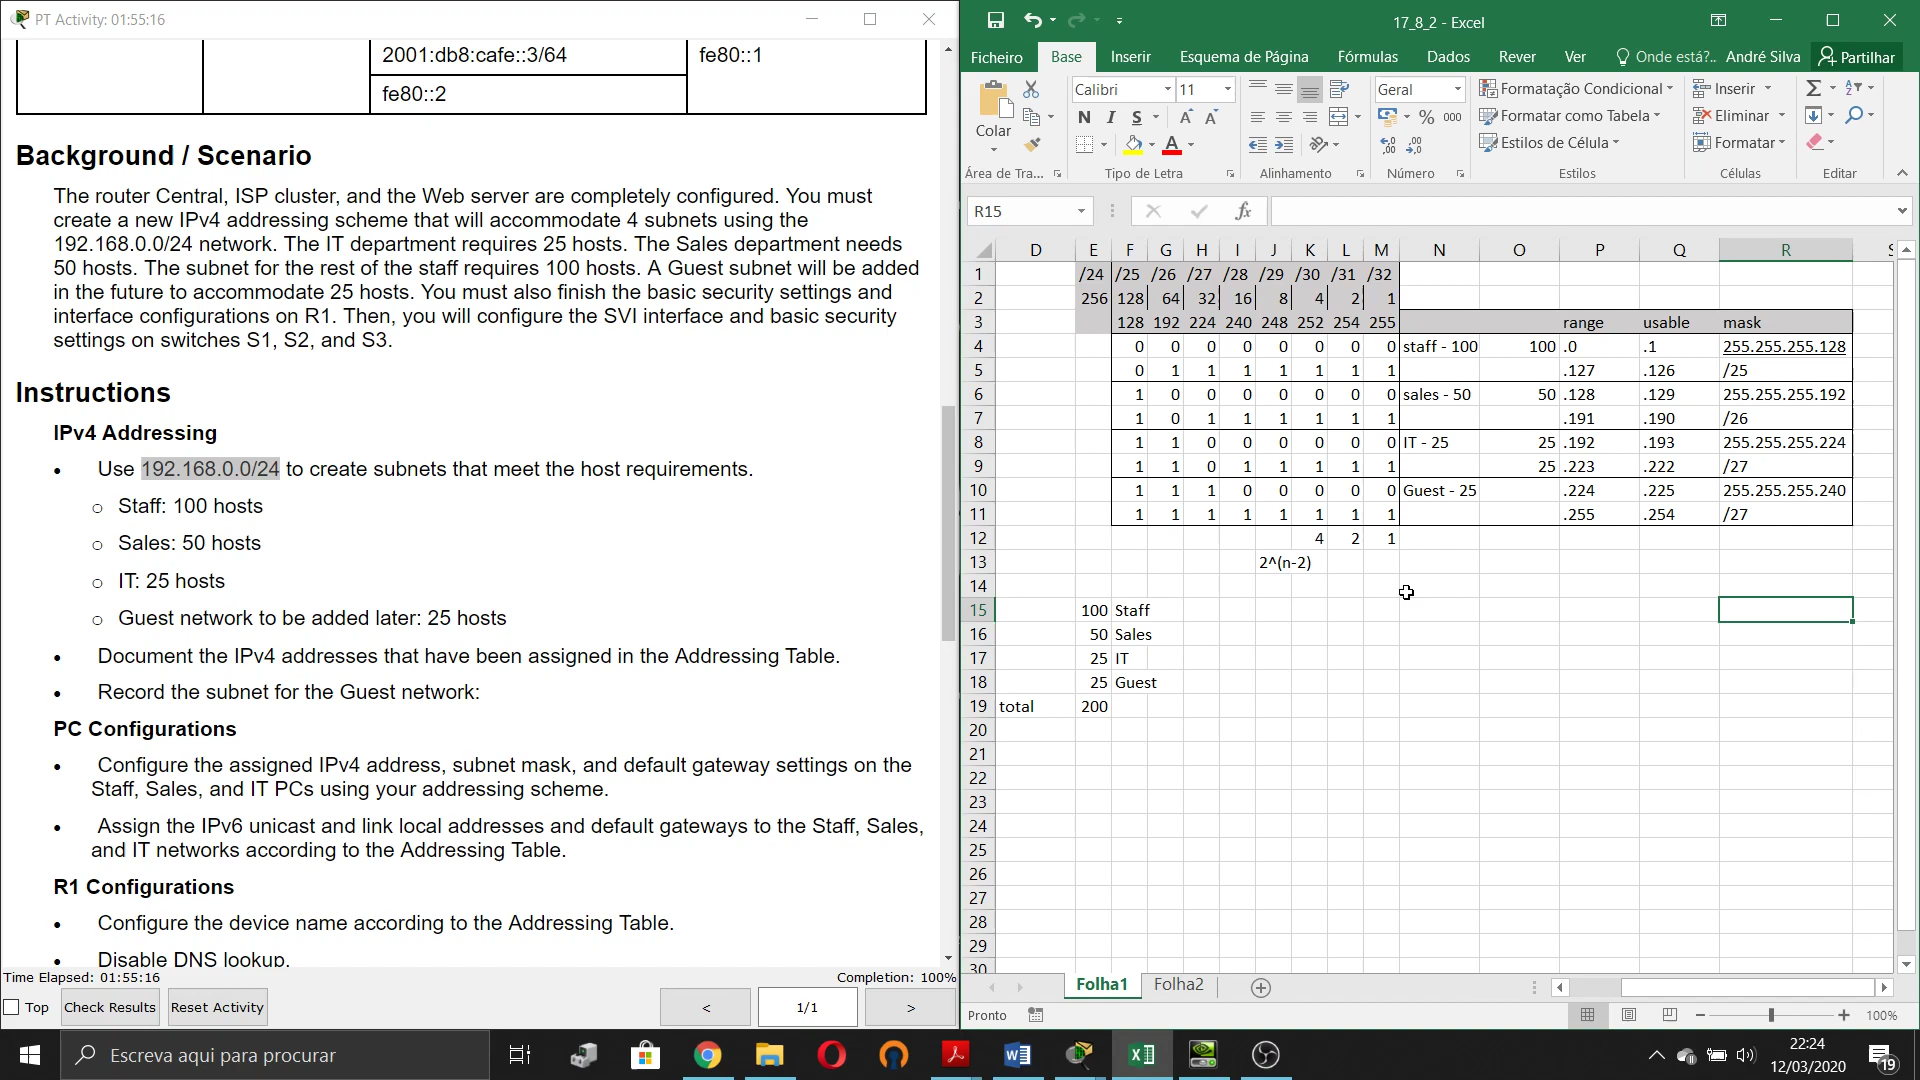 PT Activity: 01:55:16
2001:db8:cafe::3/64
fe80::1
fe80::2
Background / Scenario
The router Central, ISP cluster, and the Web server are completely configured. You must
create a new IPv4 addressing scheme that will accommodate 4 subnets using the
192.168.0.0/24 network. The IT department requires 25 hosts. The Sales department needs
50 hosts. The subnet for the rest of the staff requires 100 hosts. A Guest subnet will be added
in the future to accommodate 25 hosts. You must also finish the basic security settings and
interface configurations on R1. Then, you will configure the SVI interface and basic security
settings on switches S1, S2, and S3.
Instructions
IPv4 Addressing
• Use 192.168.0.0/24 to create subnets that meet the host requirements.
o Staff: 100 hosts
o Sales: 50 hosts
o IT: 25 hosts
o Guest network to be added later: 25 hosts
• Document the IPv4 addresses that have been assigned in the Addressing Table.
• Record the subnet for the Guest network:
PC Configurations
• Configure the assigned IPv4 address, subnet mask, and default gateway settings on the
Staff, Sales, and IT PCs using your addressing scheme.
• Assign the IPv6 unicast and link local addresses and default gateways to the Staff, Sales,
and IT networks according to the Addressing Table.
R1 Configurations
• Configure the device name according to the Addressing Table.
• Disable DNS lookup.
Time Elapsed: 01:55:16 Completion: 100%
Top Check Results Reset Activity < 1/1 >
17_8_2 - Excel
Ficheiro Base Inserir Esquema de Página Fórmulas Dados Rever Ver Onde está?.. André Silva Partilhar
Colar
Calibri 11
N I S
Geral
% 000
Formatação Condicional
Formatar como Tabela
Estilos de Célula
Inserir
Eliminar
Formatar
Área de Tra... Tipo de Letra Alinhamento Número Estilos Células Editar
R15 fx
D E F G H I J K L M N O P Q R
1 /24 /25 /26 /27 /28 /29 /30 /31 /32
2 256 128 64 32 16 8 4 2 1
3 128 192 224 240 248 252 254 255 range usable mask
4 0 0 0 0 0 0 0 0 staff - 100 100 .0 .1 255.255.255.128
5 0 1 1 1 1 1 1 1 .127 .126 /25
6 1 0 0 0 0 0 0 0 sales - 50 50 .128 .129 255.255.255.192
7 1 0 1 1 1 1 1 1 .191 .190 /26
8 1 1 0 0 0 0 0 0 IT - 25 25 .192 .193 255.255.255.224
9 1 1 0 1 1 1 1 1 25 .223 .222 /27
10 1 1 1 0 0 0 0 0 Guest - 25 .224 .225 255.255.255.240
11 1 1 1 1 1 1 1 1 .255 .254 /27
12 4 2 1
13 2^(n-2)
14
15 100 Staff
16 50 Sales
17 25 IT
18 25 Guest
19 total 200
20
21
22
23
24
25
26
27
28
29
30
Folha1 Folha2
Pronto 100%
Escreva aqui para procurar
22:24
12/03/2020
19